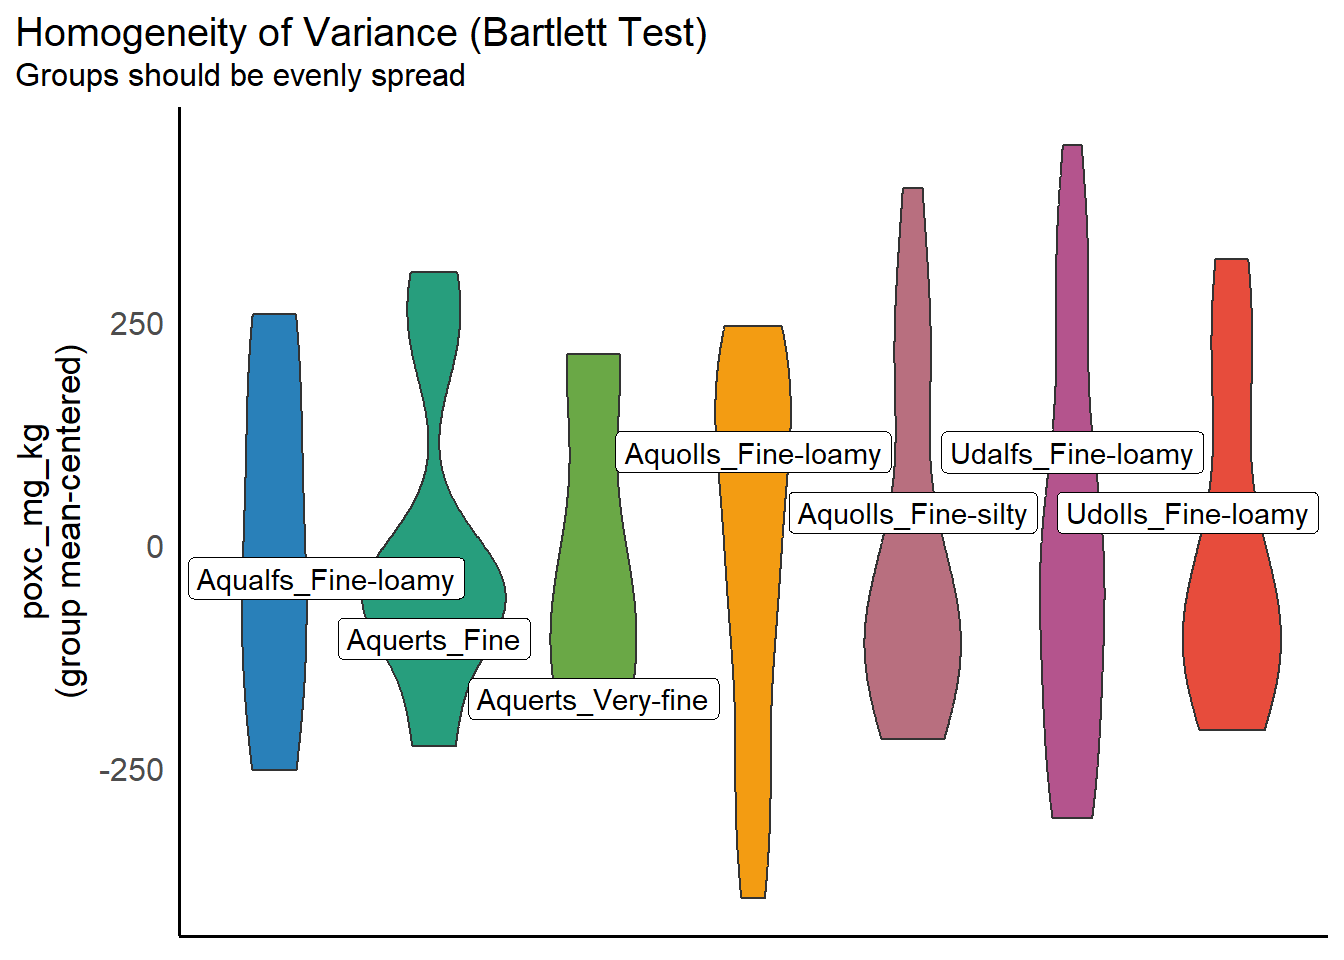 Homogeneity of Variance (Bartlett Test)
Groups should be evenly spread
poxc_mg_kg
(group mean-centered)
250
0
-250
Aqualfs_Fine-loamy
Aquerts_Fine
Aquerts_Very-fine
Aquolls_Fine-loamy
Aquolls_Fine-silty
Udalfs_Fine-loamy
Udolls_Fine-loamy